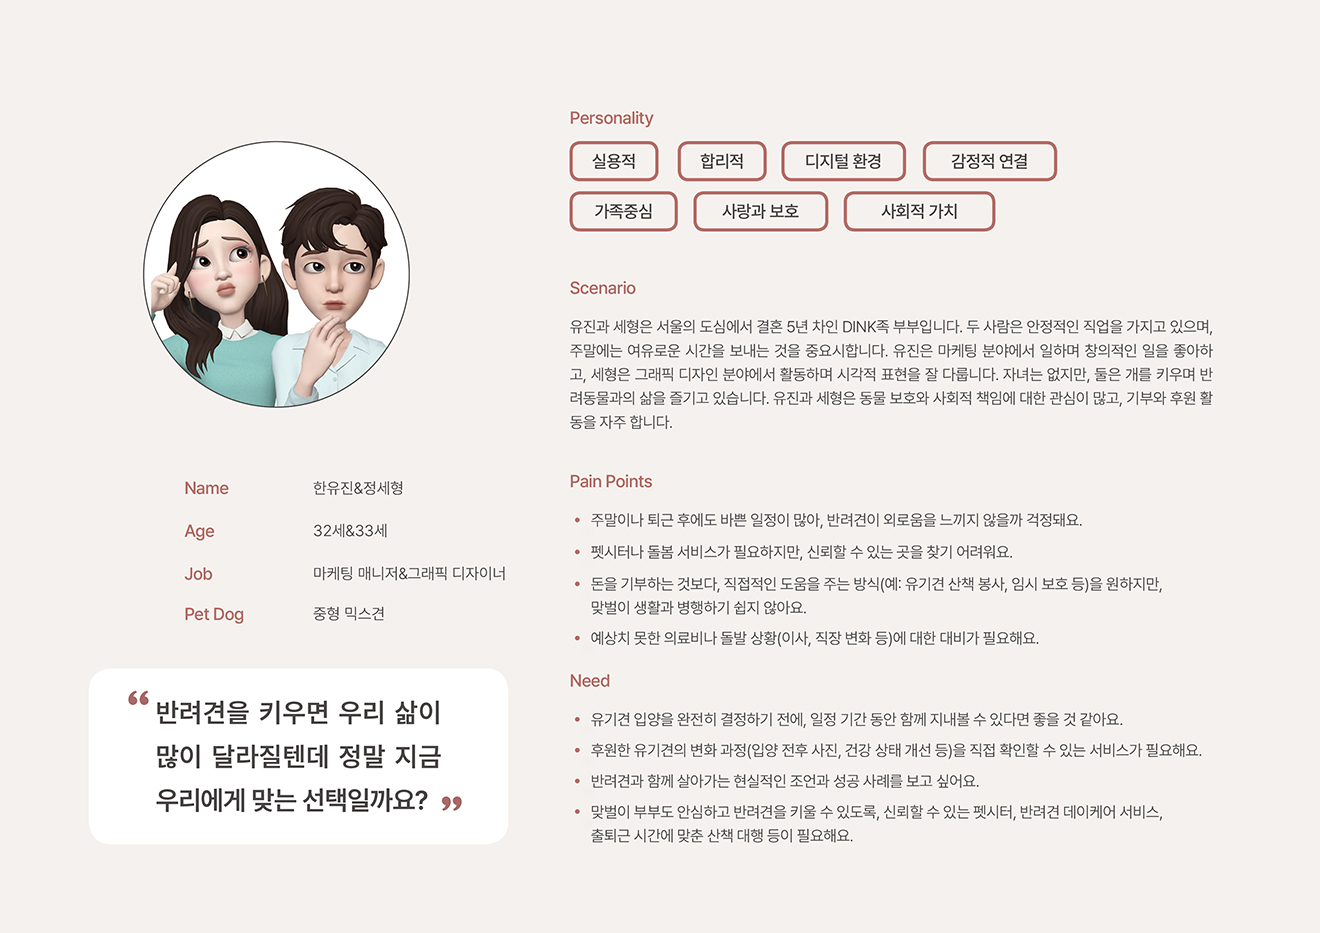 Personality
실용적
합리적
디지털 환경
감정적 연결
가족중심
사랑과 보호
사회적 가치
Scenario
유진과 세형은 서울의 도심에서 결혼 5년 차인 DINK족 부부입니다. 두 사람은 안정적인 직업을 가지고 있으며,
주말에는 여유로운 시간을 보내는 것을 중요시합니다. 유진은 마케팅 분야에서 일하며 창의적인 일을 좋아하
고, 세형은 그래픽 디자인 분야에서 활동하며 시각적 표현을 잘 다룹니다. 자녀는 없지만, 둘은 개를 키우며 반
려동물과의 삶을 즐기고 있습니다. 유진과 세형은 동물 보호와 사회적 책임에 대한 관심이 많고, 기부와 후원 활
동을 자주 합니다.
Name 한유진&정세형
Age 32세&33세
Job 마케팅 매니저&그래픽 디자이너
Pet Dog 중형 믹스견
“반려견을 키우면 우리 삶이
많이 달라질텐데 정말 지금
우리에게 맞는 선택일까요?”
Pain Points
• 주말이나 퇴근 후에도 바쁜 일정이 많아, 반려견이 외로움을 느끼지 않을까 걱정돼요.
• 펫시터나 돌봄 서비스가 필요하지만, 신뢰할 수 있는 곳을 찾기 어려워요.
• 돈을 기부하는 것보다, 직접적인 도움을 주는 방식(예: 유기견 산책 봉사, 임시 보호 등)을 원하지만,
맞벌이 생활과 병행하기 쉽지 않아요.
• 예상치 못한 의료비나 돌발 상황(이사, 직장 변화 등)에 대한 대비가 필요해요.
Need
• 유기견 입양을 완전히 결정하기 전에, 일정 기간 동안 함께 지내볼 수 있다면 좋을 것 같아요.
• 후원한 유기견의 변화 과정(입양 전후 사진, 건강 상태 개선 등)을 직접 확인할 수 있는 서비스가 필요해요.
• 반려견과 함께 살아가는 현실적인 조언과 성공 사례를 보고 싶어요.
• 맞벌이 부부도 안심하고 반려견을 키울 수 있도록, 신뢰할 수 있는 펫시터, 반려견 데이케어 서비스,
출퇴근 시간에 맞춘 산책 대행 등이 필요해요.